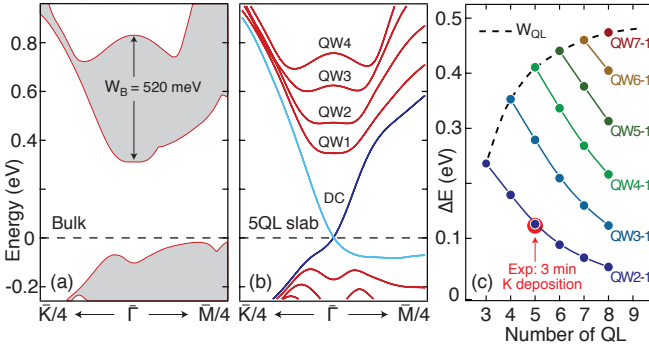 0.8
0.6
0.4
0.2
0
-0.2
Energy (eV)
W_B = 520 meV
Bulk
(a)
K̄/4 ← Γ̄ → M̄/4
QW4
QW3
QW2
QW1
DC
5QL slab
(b)
K̄/4 ← Γ̄ → M̄/4
0.5
0.4
0.3
0.2
0.1
0
ΔE (eV)
W_QL
QW7-1
QW6-1
QW5-1
QW4-1
QW3-1
QW2-1
Exp: 3 min
K deposition
(c)
3 4 5 6 7 8 9
Number of QL